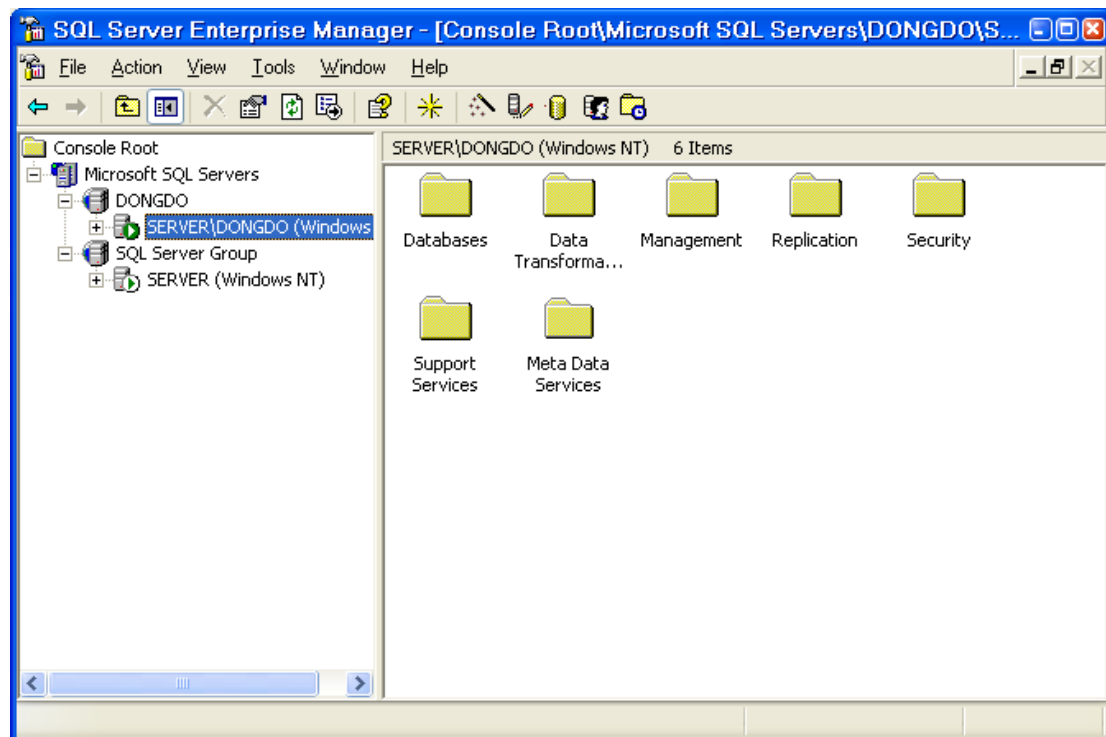 SQL Server Enterprise Manager - [Console Root\Microsoft SQL Servers\DONGDO\S...
File Action View Tools Window Help
Console Root
Microsoft SQL Servers
DONGDO
SERVER\DONGDO (Windows
SQL Server Group
SERVER (Windows NT)
SERVER\DONGDO (Windows NT) 6 Items
Databases
Data
Transforma...
Management
Replication
Security
Support
Services
Meta Data
Services